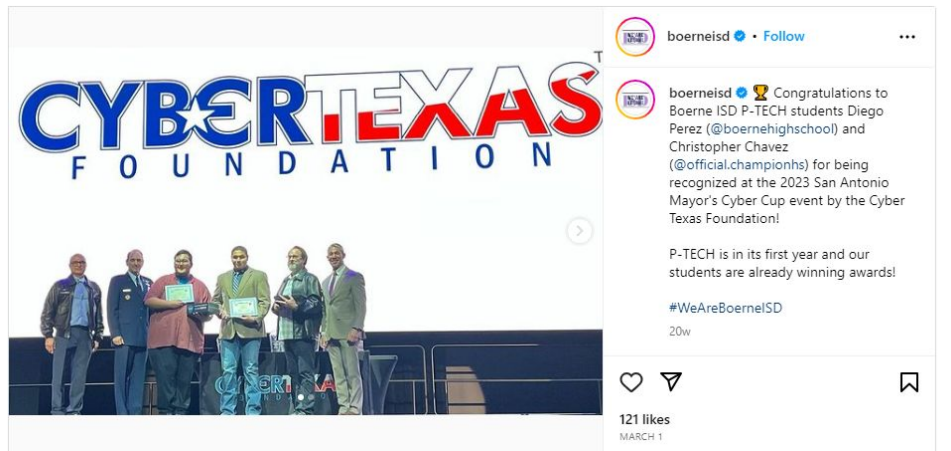 CYBERTEXAS
T
FOUNDATION
CYBERTEXA
FOUNDATION
boerneisd • Follow
boerneisd 🏆 Congratulations to
Boerne ISD P-TECH students Diego
Perez (@boernehighschool) and
Christopher Chavez
(@official.championhs) for being
recognized at the 2023 San Antonio
Mayor's Cyber Cup event by the Cyber
Texas Foundation!
P-TECH is in its first year and our
students are already winning awards!
#WeAreBoerneISD
20w
121 likes
MARCH 1